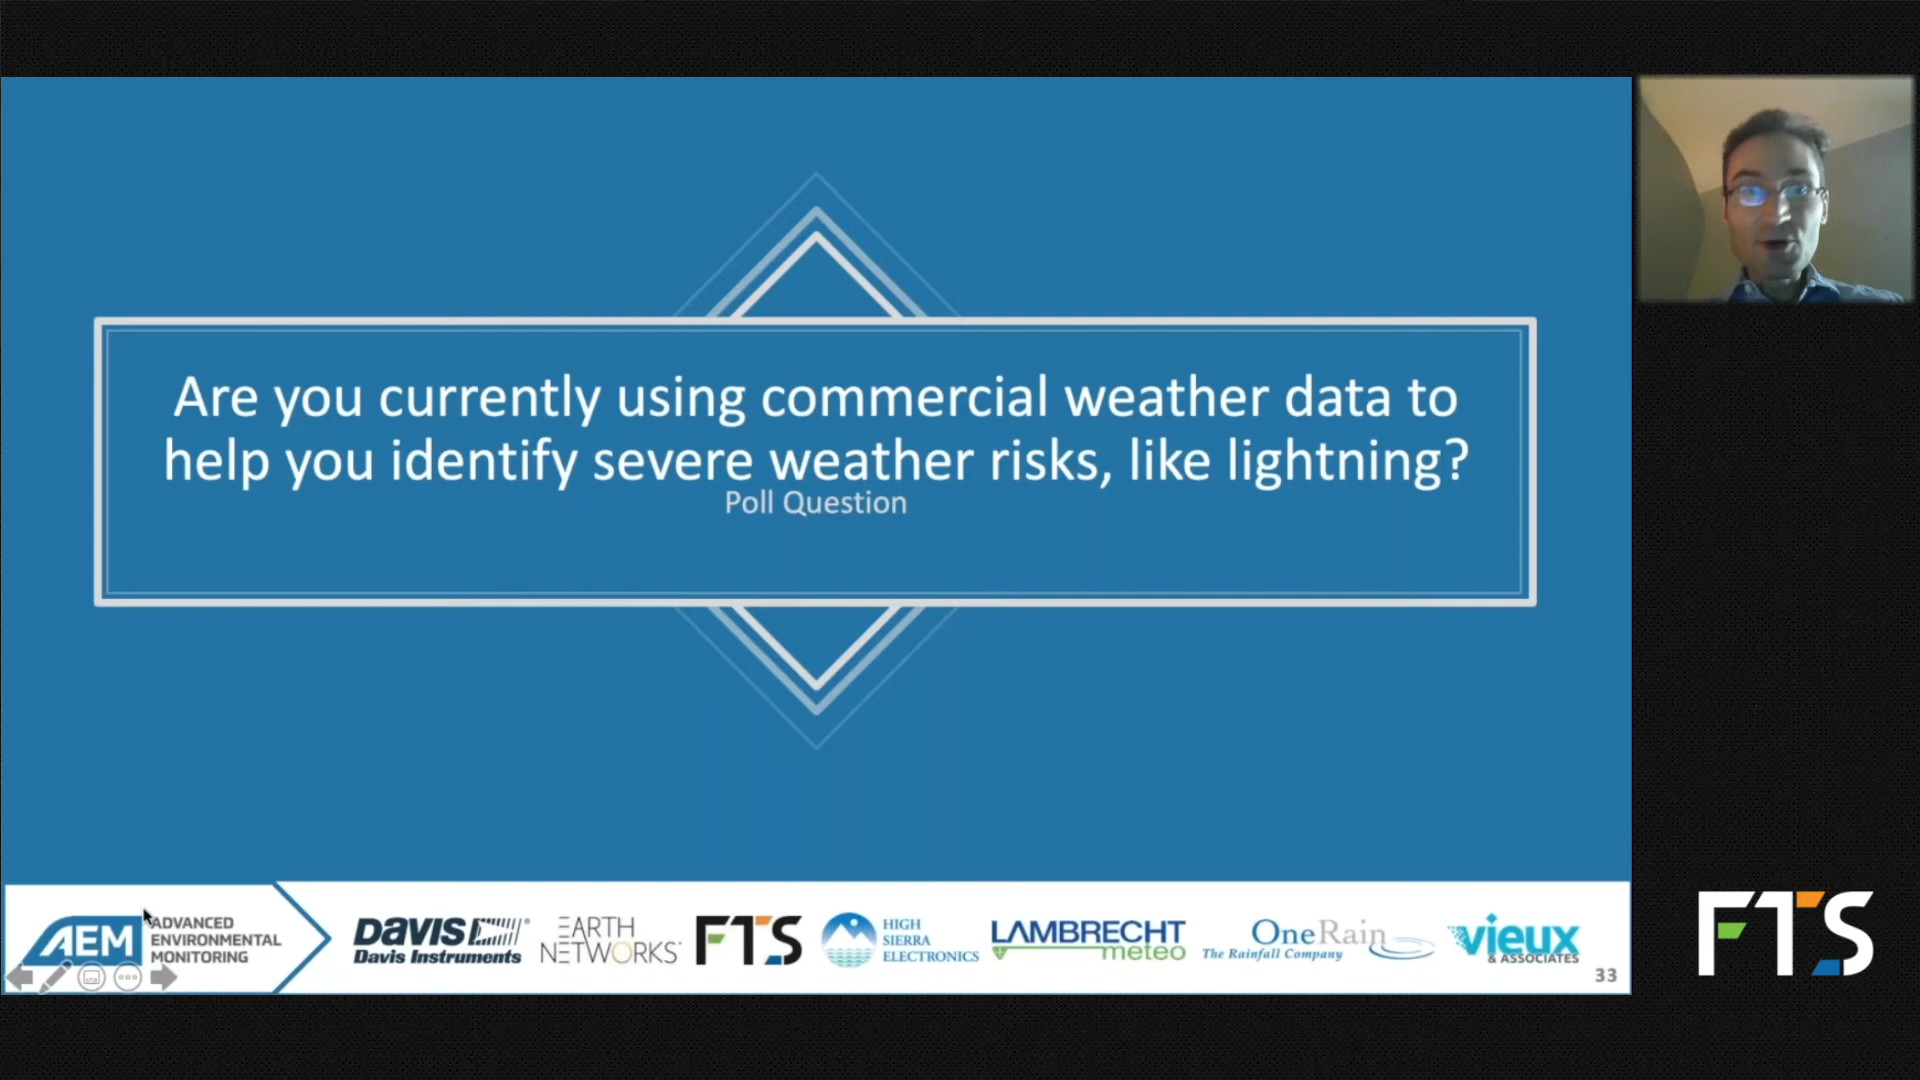 Are you currently using commercial weather data to
help you identify severe weather risks, like lightning?
Poll Question
AEM
ADVANCED
ENVIRONMENTAL
MONITORING
DAVIS
Davis Instruments
EARTH
NETWORKS
FTS
HIGH
SIERRA
ELECTRONICS
LAMBRECHT
meteo
OneRain
The Rainfall Company
vieux
& ASSOCIATES
33
FTS